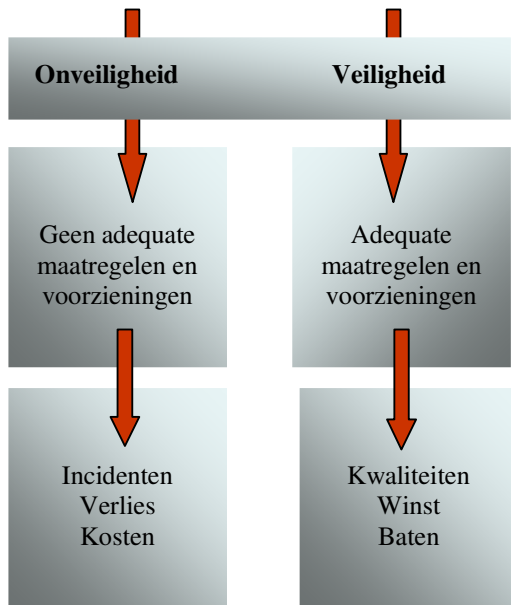 Onveiligheid
Veiligheid
Geen adequate
maatregelen en
voorzieningen
Adequate
maatregelen en
voorzieningen
Incidenten
Verlies
Kosten
Kwaliteiten
Winst
Baten